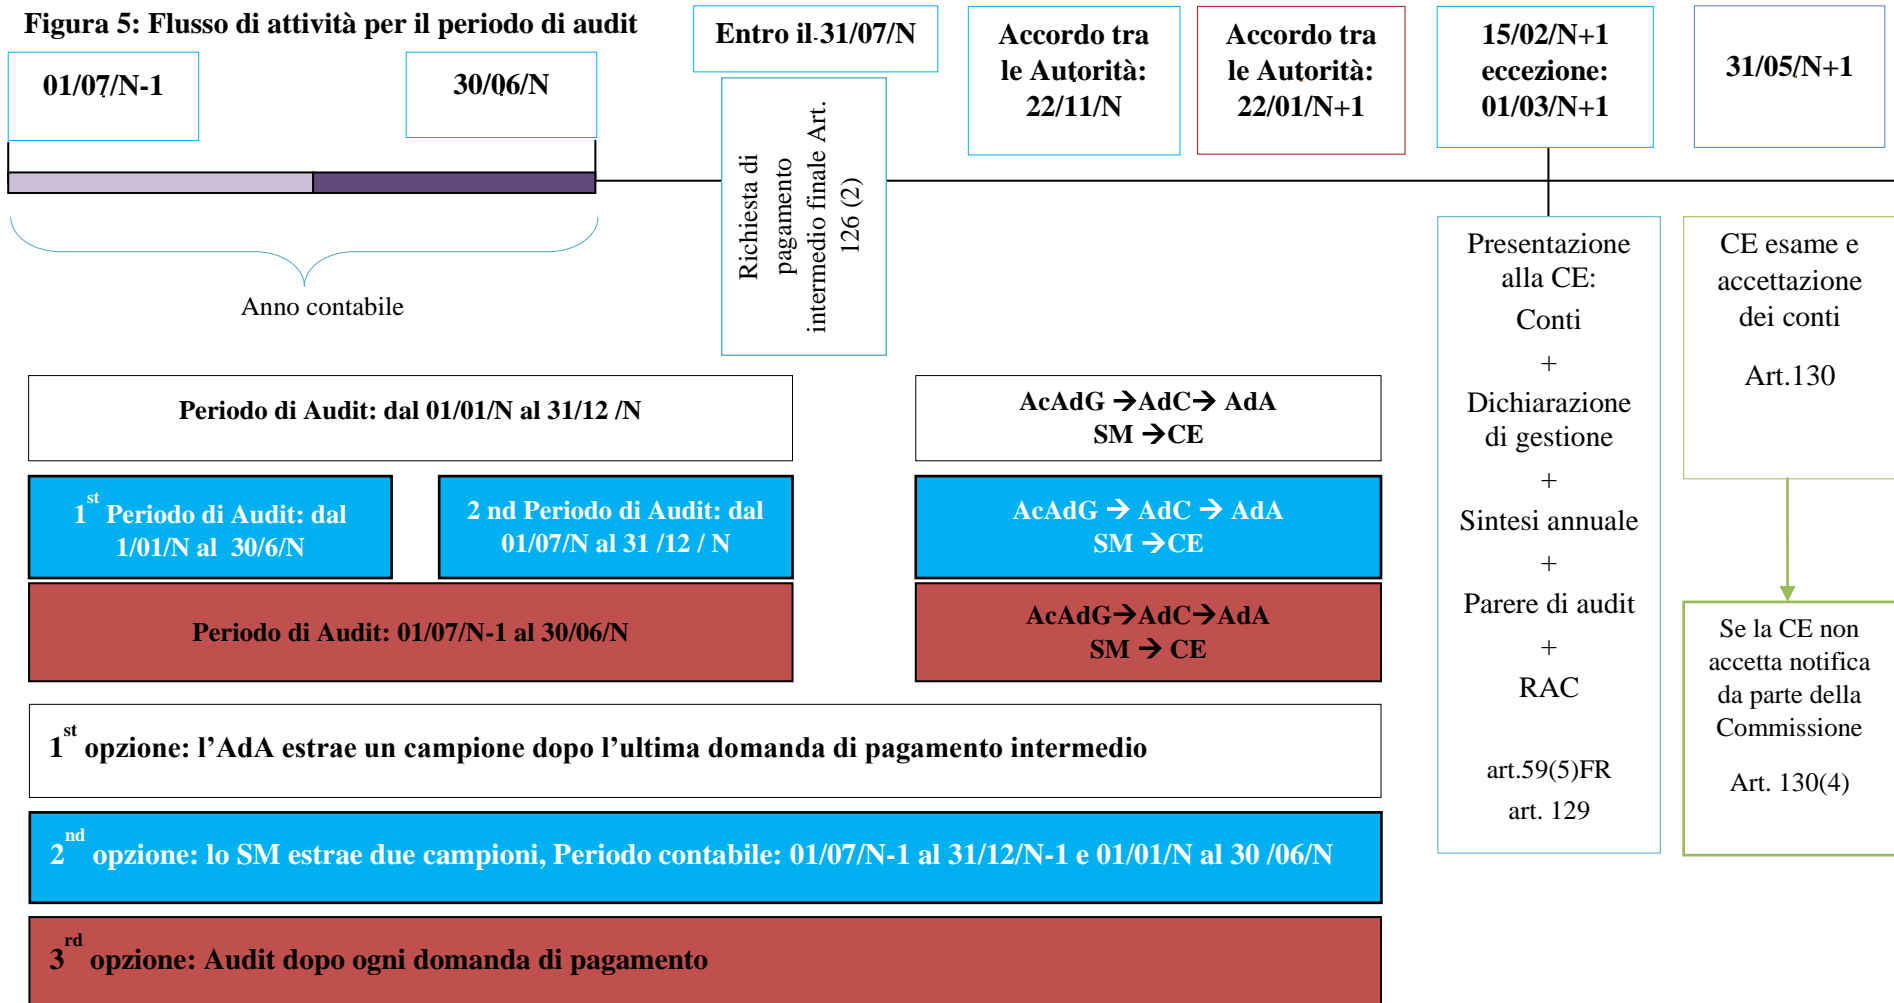 Figura 5: Flusso di attività per il periodo di audit
01/07/N-1
30/06/N
Entro il 31/07/N
Accordo tra
le Autorità:
22/11/N
Accordo tra
le Autorità:
22/01/N+1
15/02/N+1
eccezione:
01/03/N+1
31/05/N+1
Anno contabile
Richiesta di
pagamento
intermedio finale Art.
126 (2)
Presentazione
alla CE:
Conti
+
Dichiarazione
di gestione
+
Sintesi annuale
+
Parere di audit
+
RAC
art.59(5)FR
art. 129
CE esame e
accettazione
dei conti
Art.130
Se la CE non
accetta notifica
da parte della
Commissione
Art. 130(4)
Periodo di Audit: dal 01/01/N al 31/12 /N
AcAdG →AdC→ AdA
SM →CE
1st Periodo di Audit: dal
1/01/N al 30/6/N
2 nd Periodo di Audit: dal
01/07/N al 31 /12 / N
AcAdG → AdC → AdA
SM →CE
Periodo di Audit: 01/07/N-1 al 30/06/N
AcAdG→AdC→AdA
SM → CE
1st opzione: l’AdA estrae un campione dopo l’ultima domanda di pagamento intermedio
2nd opzione: lo SM estrae due campioni, Periodo contabile: 01/07/N-1 al 31/12/N-1 e 01/01/N al 30 /06/N
3rd opzione: Audit dopo ogni domanda di pagamento